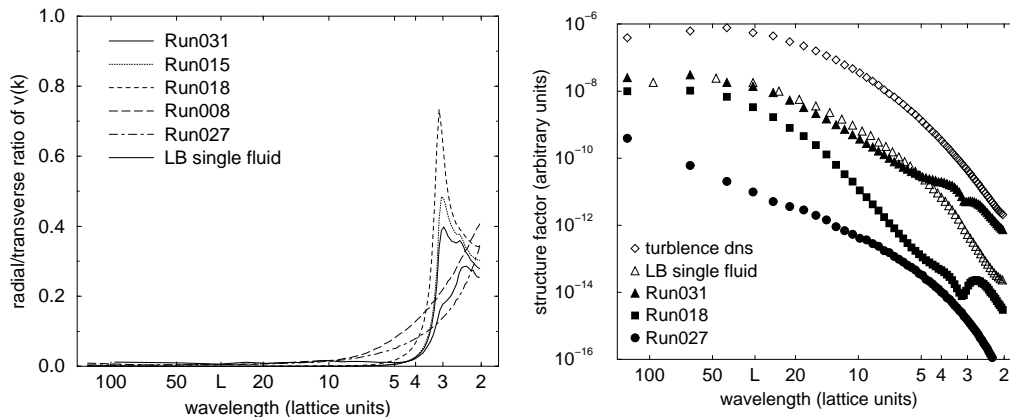 radial/transverse ratio of v(k)
1.0
0.8
0.6
0.4
0.2
0.0
Run031
Run015
Run018
Run008
Run027
LB single fluid
100 50 L 20 10 5 4 3 2
wavelength (lattice units)
structure factor (arbitrary units)
10−6
10−8
10−10
10−12
10−14
10−16
turblence dns
LB single fluid
Run031
Run018
Run027
100 50 L 20 10 5 4 3 2
wavelength (lattice units)